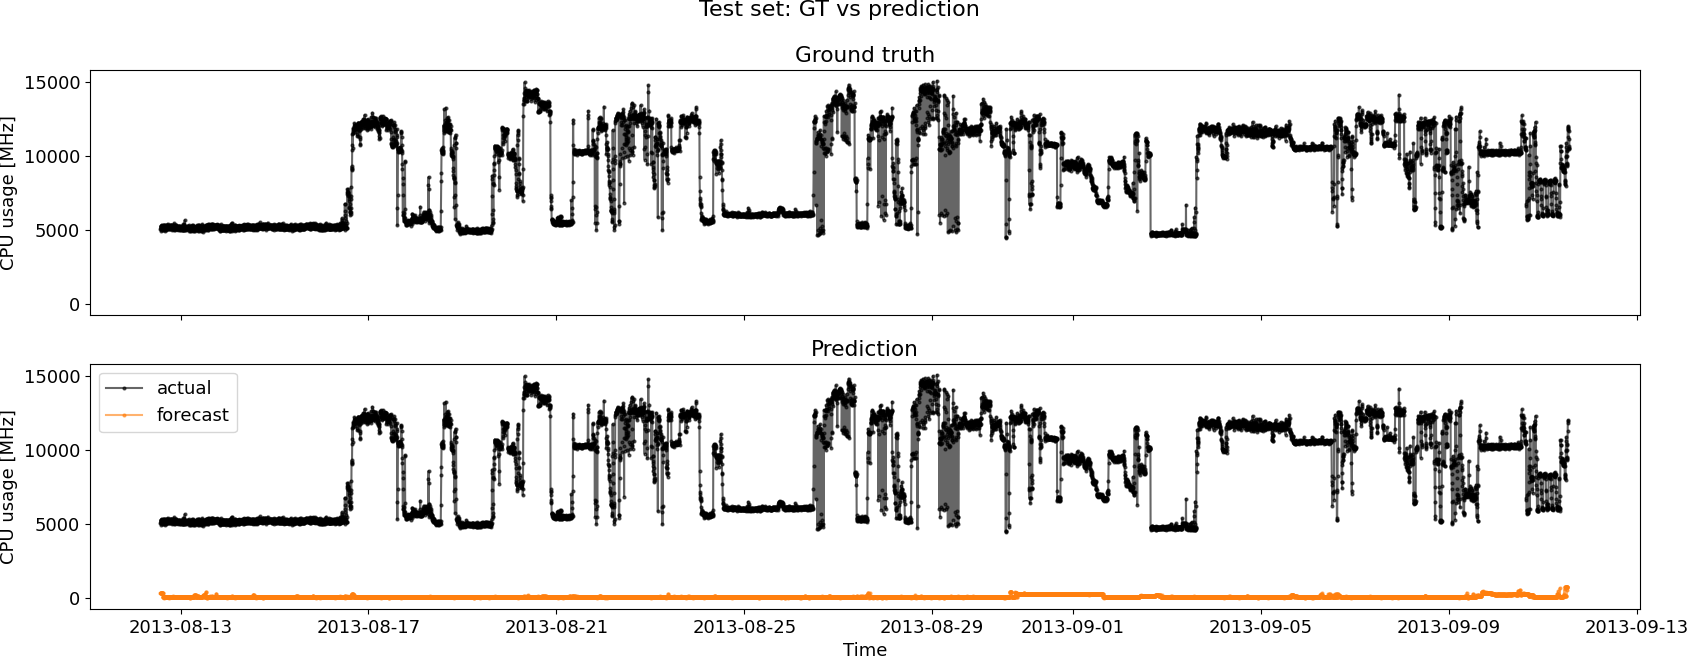 Test set: GT vs prediction
Ground truth
CPU usage [MHz]
15000
10000
5000
0
Prediction
CPU usage [MHz]
15000
10000
5000
0
actual
forecast
2013-08-13 2013-08-17 2013-08-21 2013-08-25 2013-08-29 2013-09-01 2013-09-05 2013-09-09 2013-09-13
Time